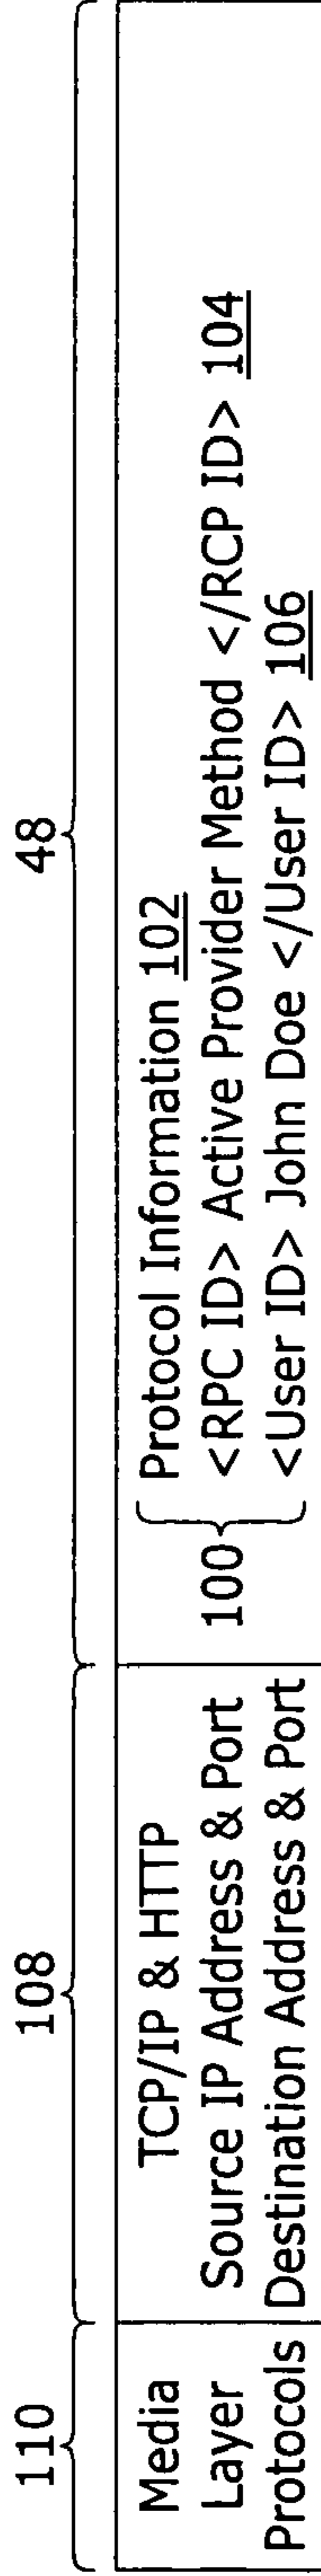 110
108
48
Media
Layer
Protocols
TCP/IP & HTTP
Source IP Address & Port
Destination Address & Port
100
Protocol Information 102
<RPC ID> Active Provider Method </RCP ID> 104
<User ID> John Doe </User ID> 106